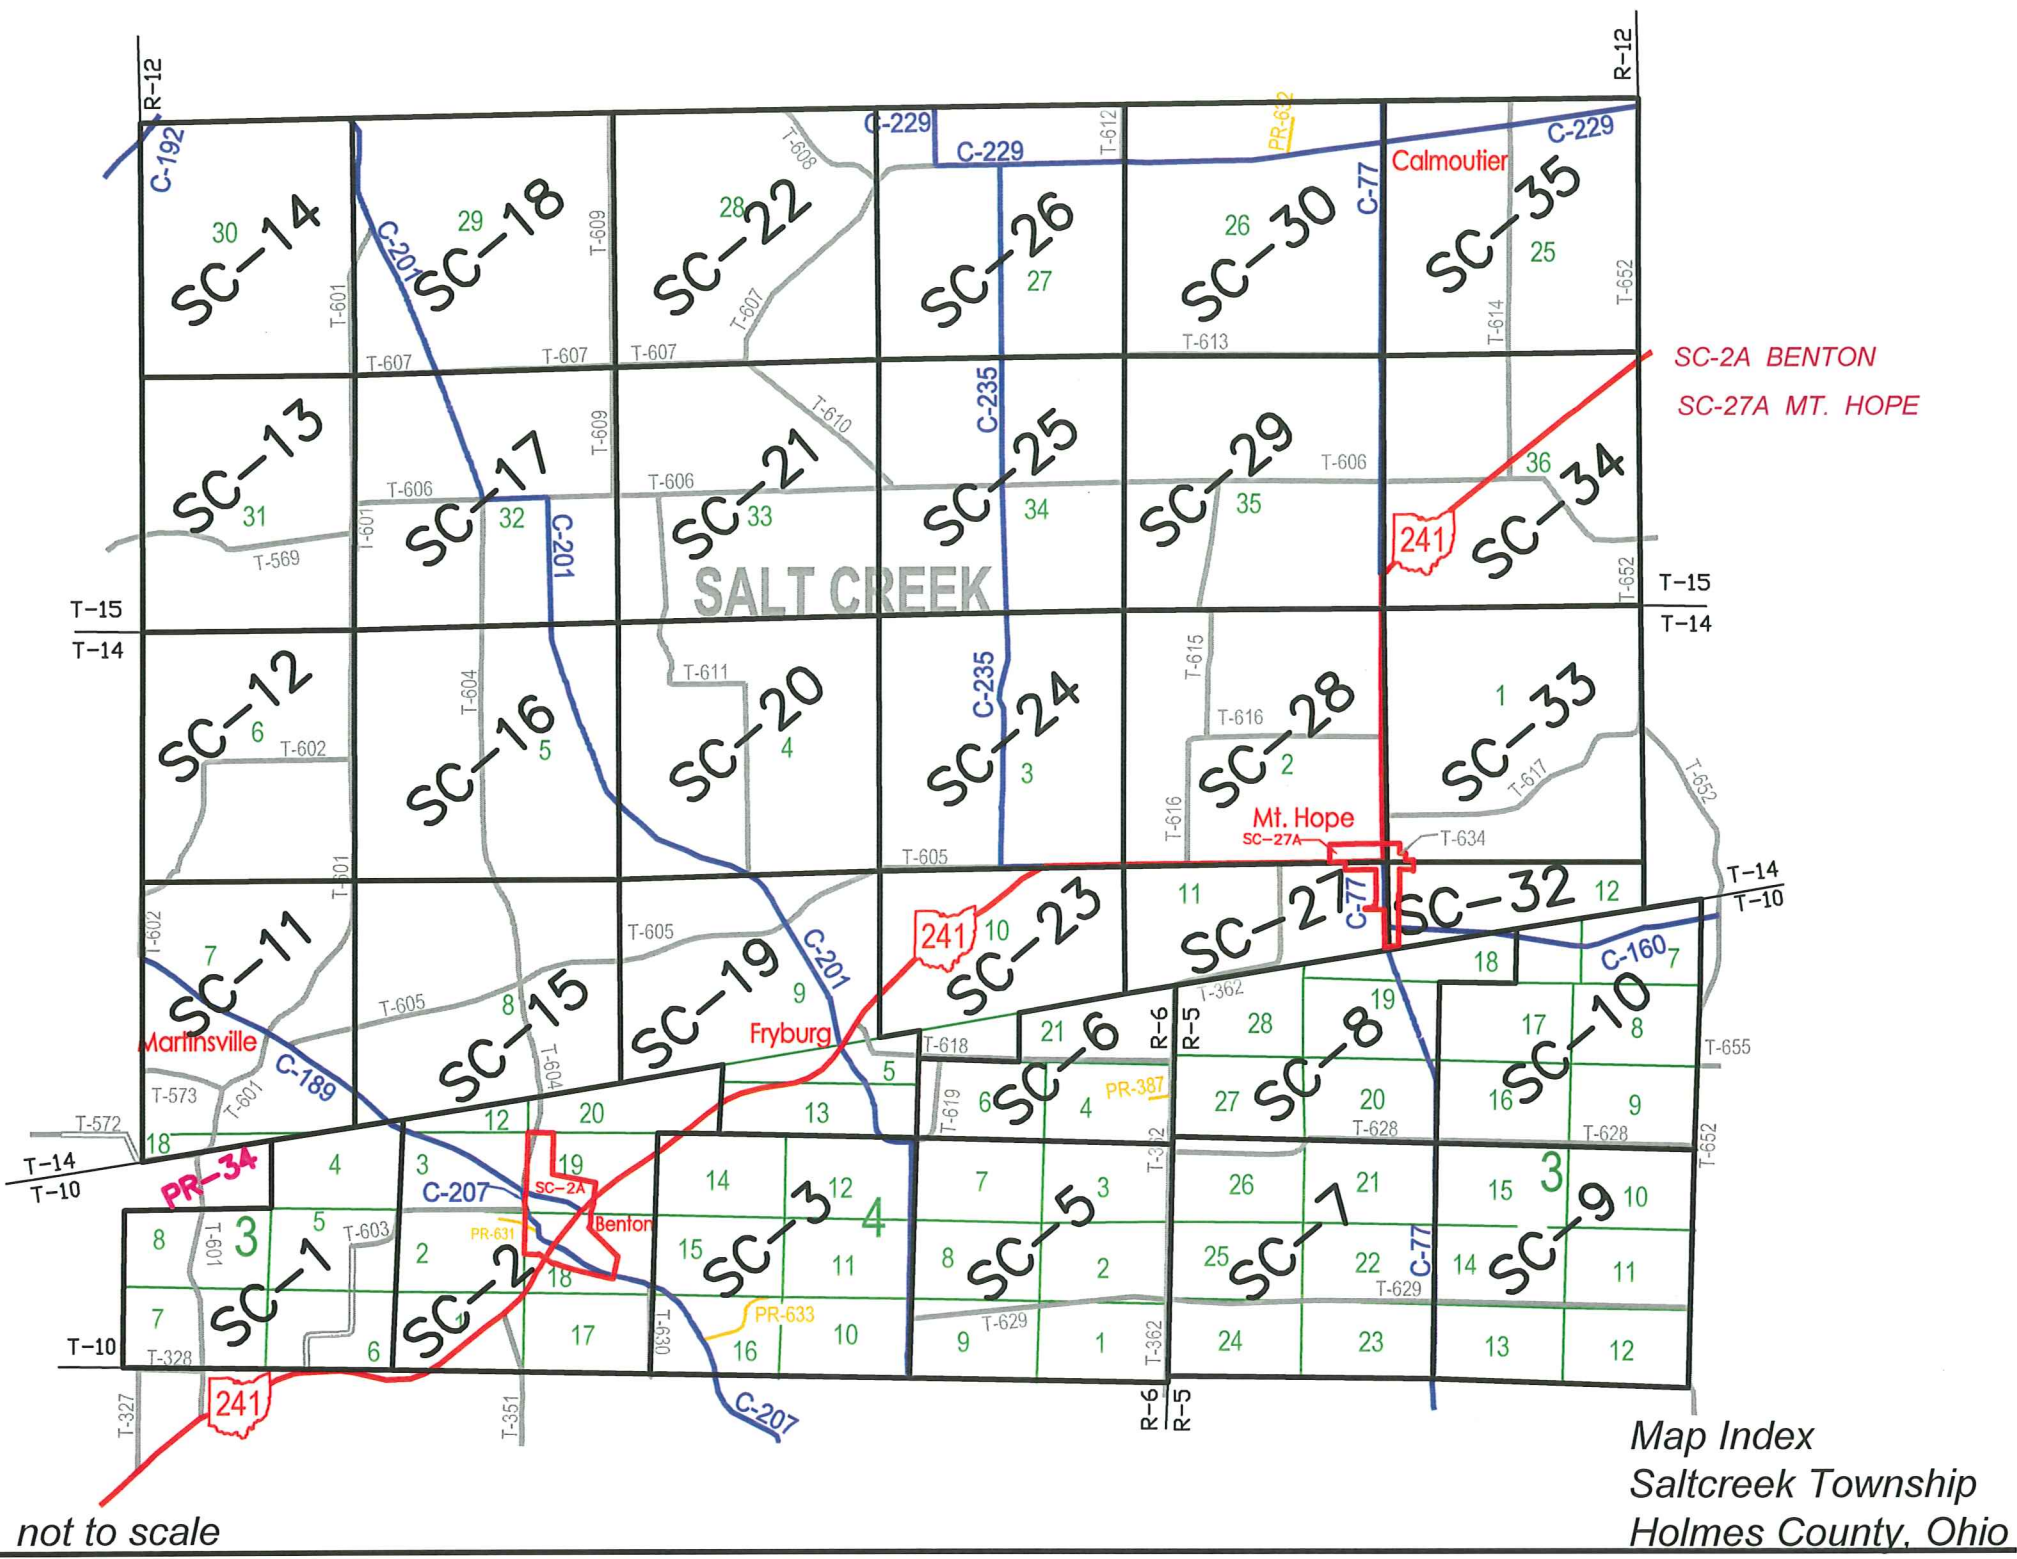 R-12
R-12
C-192
C-229
C-229
C-229
T-608
T-612
PR-632
Calmoutier
C-77
30
SC-14
29
SC-18
C-201
T-601
T-609
28
SC-22
T-607
SC-26
27
26
SC-30
SC-35
25
T-614
T-652
T-607
T-607
T-607
T-613
SC-2A BENTON
SC-27A MT. HOPE
SC-13
31
T-569
T-606
T-601
SC-17
32
C-201
T-609
T-610
T-606
SC-21
33
C-235
SC-25
34
SC-29
35
T-606
36
SC-34
241
T-652
SALT CREEK
T-15
T-14
T-15
T-14
SC-12
6
T-602
T-604
SC-16
5
T-611
SC-20
4
C-235
SC-24
3
T-615
T-616
SC-28
2
T-616
1
SC-33
T-617
T-652
Mt. Hope
SC-27A
T-634
T-605
T-601
T-602
7
SC-11
Martinsville
T-605
8
SC-15
T-604
T-605
SC-19
9
C-201
Fryburg
241
10
SC-23
11
SC-27
C-77
SC-32
12
T-14
T-10
C-160
7
18
T-362
R-6
R-5
C-189
T-573
T-601
T-572
18
T-14
T-10
PR-34
12
20
5
13
T-618
T-619
21
SC-6
6
4
PR-387
28
19
SC-8
27
20
17
SC-10
8
16
9
T-655
T-628
T-628
T-652
T-362
4
3
C-207
19
SC-2A
Benton
PR-631
14
12
4
SC-3
15
11
7
3
SC-5
8
2
26
21
SC-7
25
22
C-77
15
3
10
SC-9
14
11
T-629
8
3
T-601
5
T-603
SC-1
7
6
2
SC-2
1
18
17
T-630
PR-633
16
10
T-629
9
1
T-362
24
23
13
12
T-10
T-328
241
T-327
T-351
C-207
R-6
R-5
Map Index
Saltcreek Township
Holmes County, Ohio
not to scale